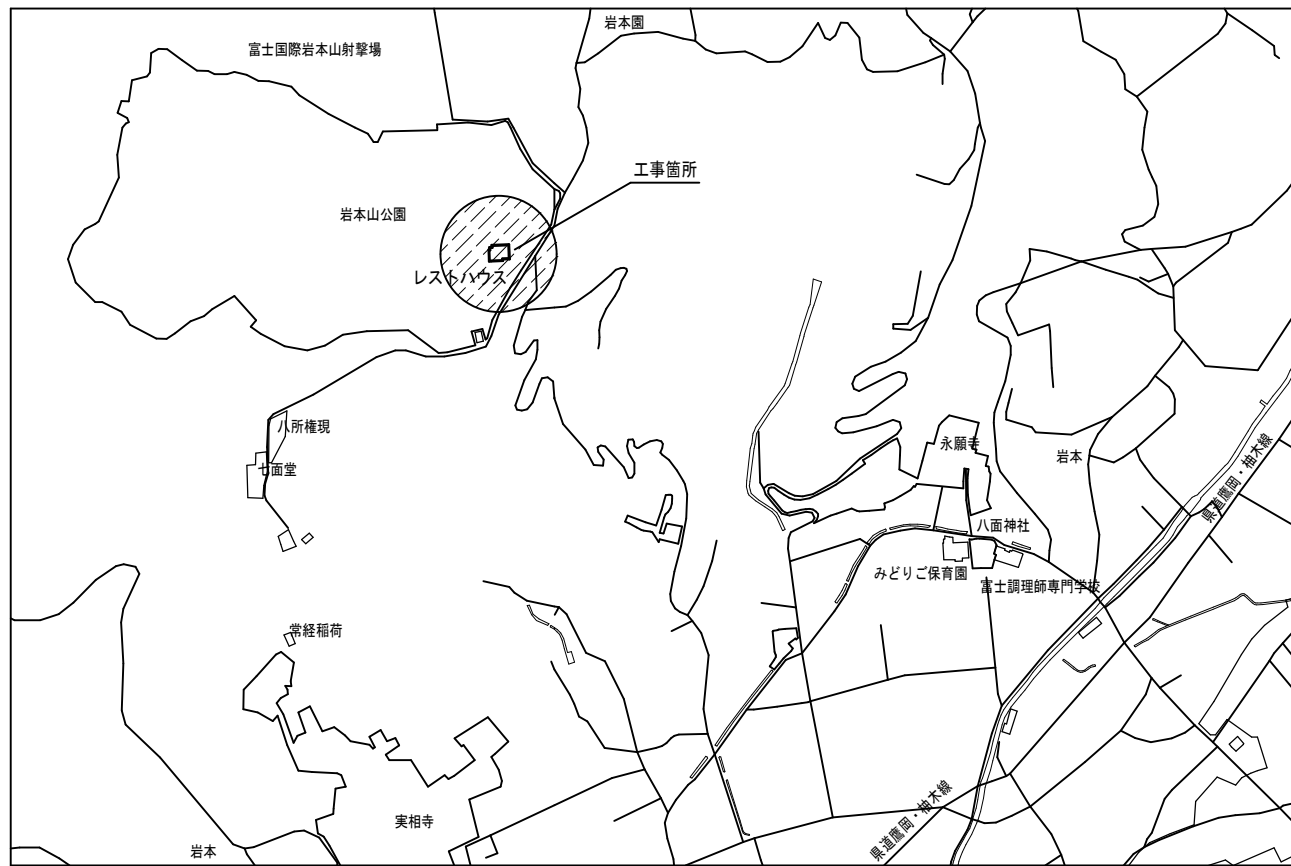 岩本園
富士国際岩本山射撃場
工事箇所
岩本山公園
レストハウス
八所権現
七面堂
永願寺
岩本
県道鷹岡・柚木線
八面神社
みどりご保育園
富士調理師専門学校
常経稲荷
実相寺
県道鷹岡・柚木線
岩本